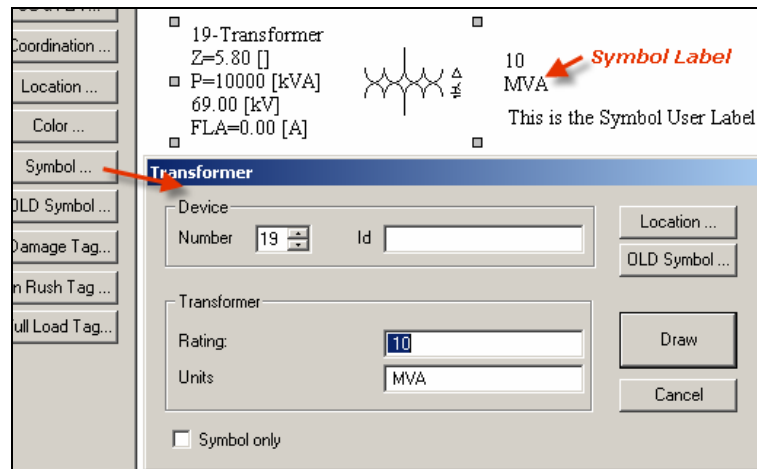 Coordination ...
Location ...
Color ...
Symbol ...
OLD Symbol ...
Damage Tag...
n Rush Tag ...
ull Load Tag...
19-Transformer
Z=5.80 []
P=10000 [kVA]
69.00 [kV]
FLA=0.00 [A]
10
MVA
Symbol Label
This is the Symbol User Label
Transformer
Device
Number 19 Id
Location ...
OLD Symbol ...
Transformer
Rating: 10
Units MVA
Draw
Cancel
Symbol only